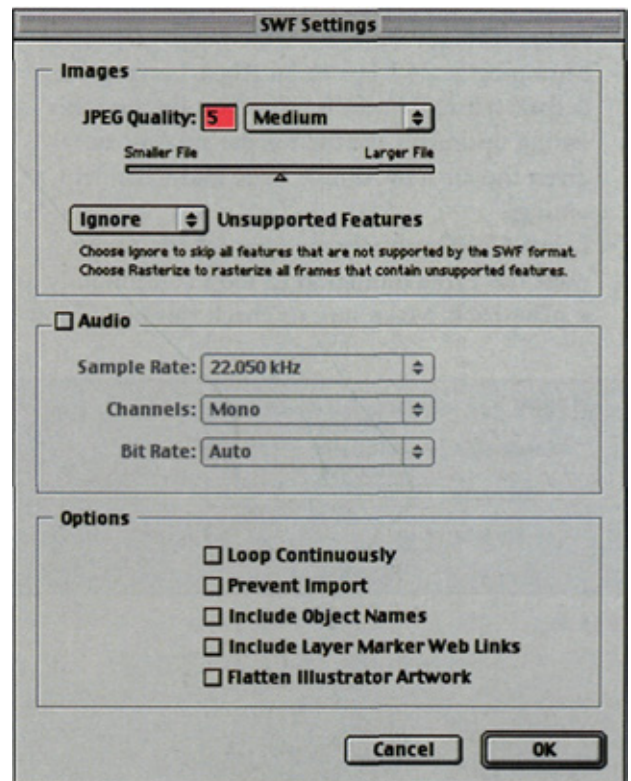 SWF Settings
Images
JPEG Quality: 5 Medium
Smaller File Larger File
Ignore Unsupported Features
Choose Ignore to skip all features that are not supported by the SWF format.
Choose Rasterize to rasterize all frames that contain unsupported features.
Audio
Sample Rate: 22.050 kHz
Channels: Mono
Bit Rate: Auto
Options
Loop Continuously
Prevent Import
Include Object Names
Include Layer Marker Web Links
Flatten Illustrator Artwork
Cancel OK